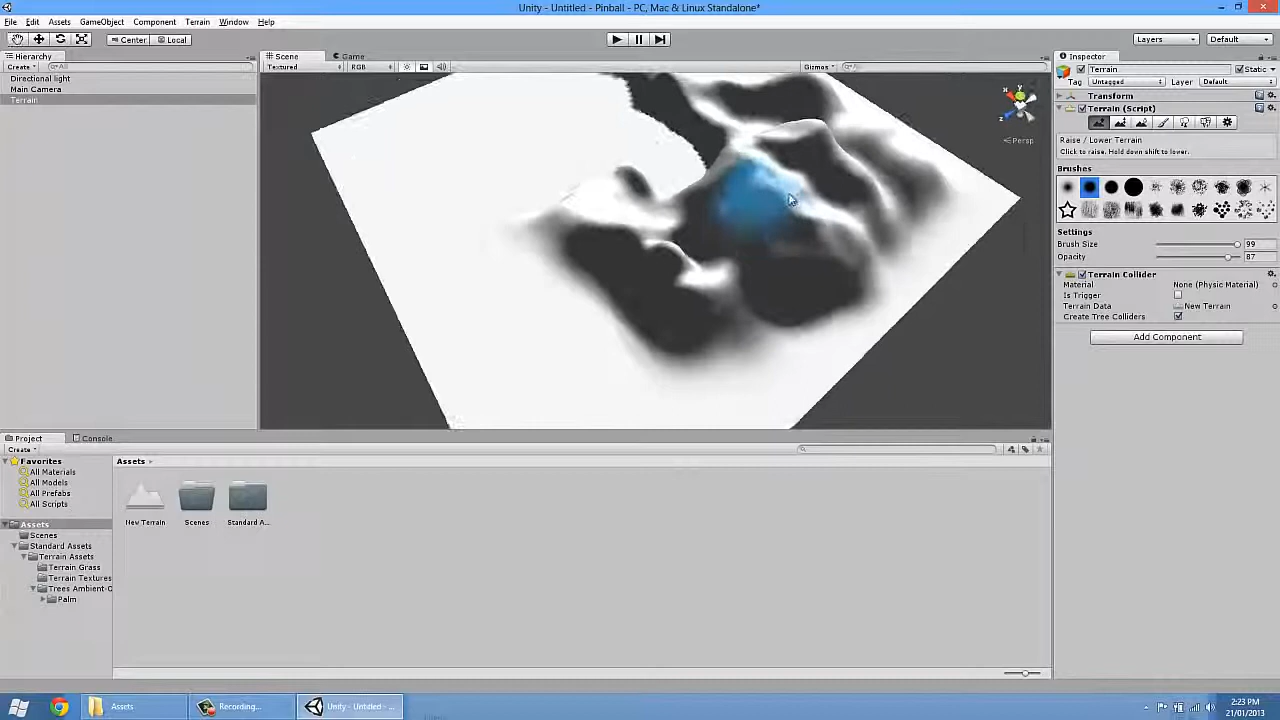 Unity - Untitled - Pinball - PC, Mac & Linux Standalone*
File Edit Assets GameObject Component Terrain Window Help
Center Local
Layers Default
Hierarchy
Create All
Directional light
Main Camera
Terrain
Scene Game
Textured RGB Gizmos All
y
x
z
Persp
Inspector
Terrain Static
Tag Untagged Layer Default
Transform
Terrain (Script)
Raise / Lower Terrain
Click to raise. Hold down shift to lower.
Brushes
Settings
Brush Size 99
Opacity 87
Terrain Collider
Material None (Physic Material)
Is Trigger
Terrain Data New Terrain
Create Tree Colliders
Add Component
Project Console
Create
Favorites
All Materials
All Models
All Prefabs
All Scripts
Assets
Scenes
Standard Assets
Terrain Assets
Terrain Grass
Terrain Textures
Trees Ambient-O
Palm
Assets
New Terrain Scenes Standard A...
Assets Recording... Unity - Untitled - ...
2:23 PM
21/01/2013